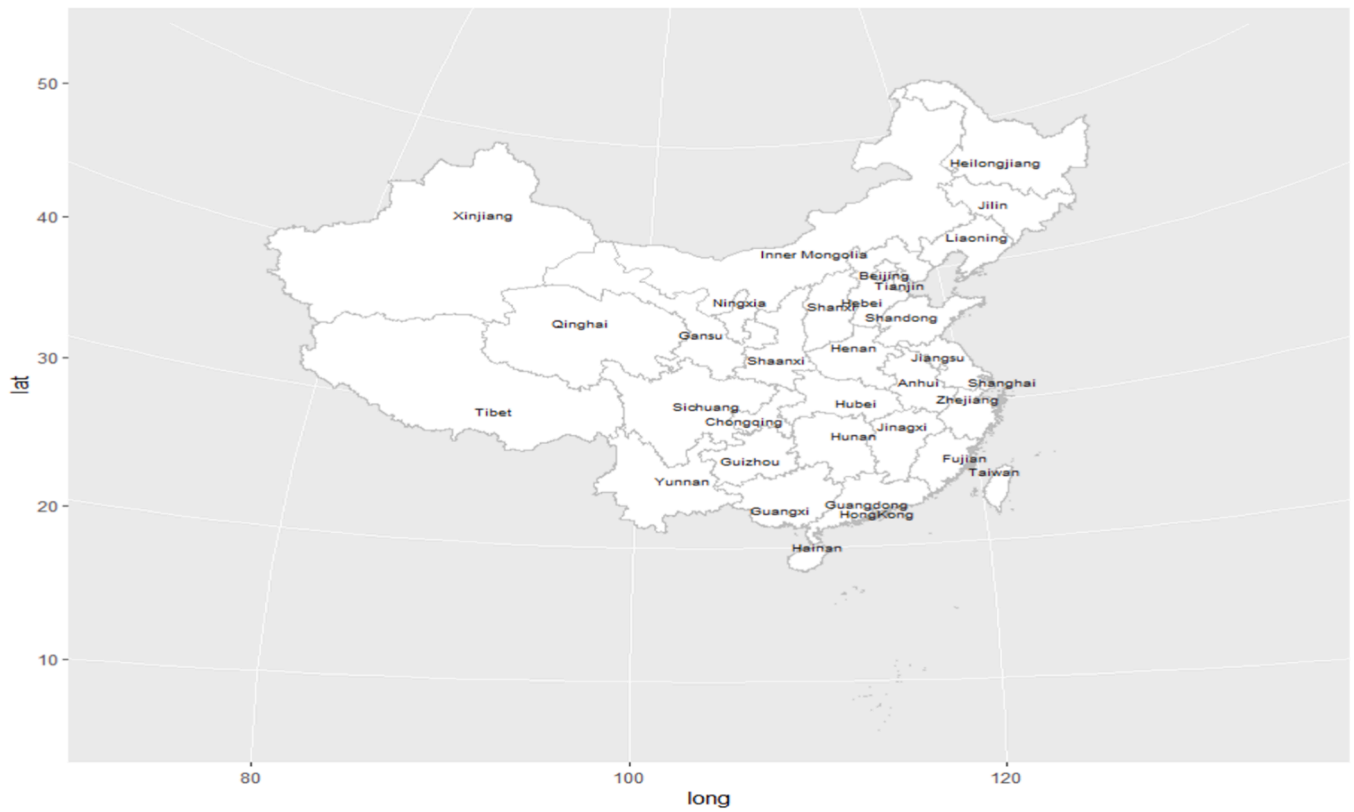 50
Heilongjiang
Jilin
Xinjiang
40
Liaoning
Inner Mongolia
Beijing
Tianjin
Ningxia
Hebei
Shanxi
Shandong
Qinghai
Gansu
Henan
30
Jiangsu
Shaanxi
lat
Anhui
Shanghai
Zhejiang
Hubei
Sichuang
Tibet
Chongqing
Jinagxi
Hunan
Fujian
Guizhou
Taiwan
Yunnan
20
Guangdong
Guangxi
HongKong
Hainan
10
80
100
120
long